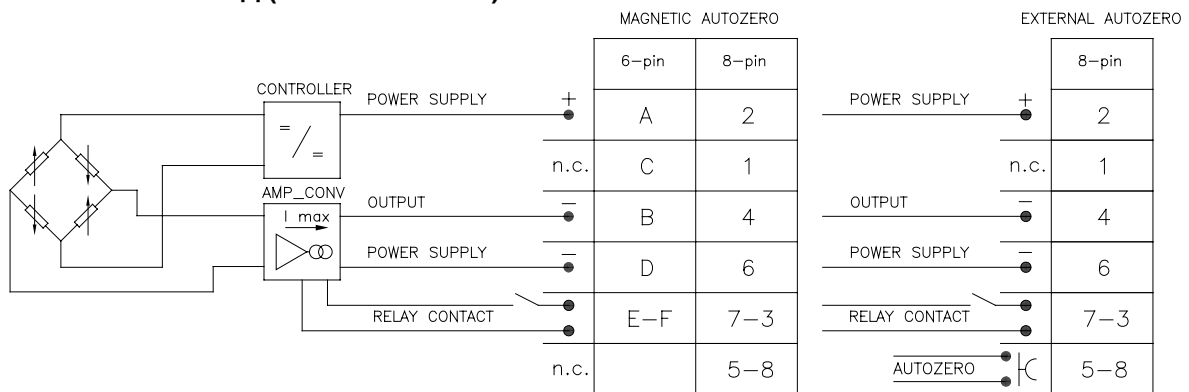 MAGNETIC AUTOZERO
EXTERNAL AUTOZERO
6-pin 8-pin
8-pin
CONTROLLER
= / =
POWER SUPPLY + A 2
POWER SUPPLY + 2
n.c. C 1
n.c. 1
AMP_CONV
I max
OUTPUT − B 4
OUTPUT − 4
POWER SUPPLY − D 6
POWER SUPPLY − 6
RELAY CONTACT E-F 7-3
RELAY CONTACT 7-3
n.c. 5-8
AUTOZERO 5-8